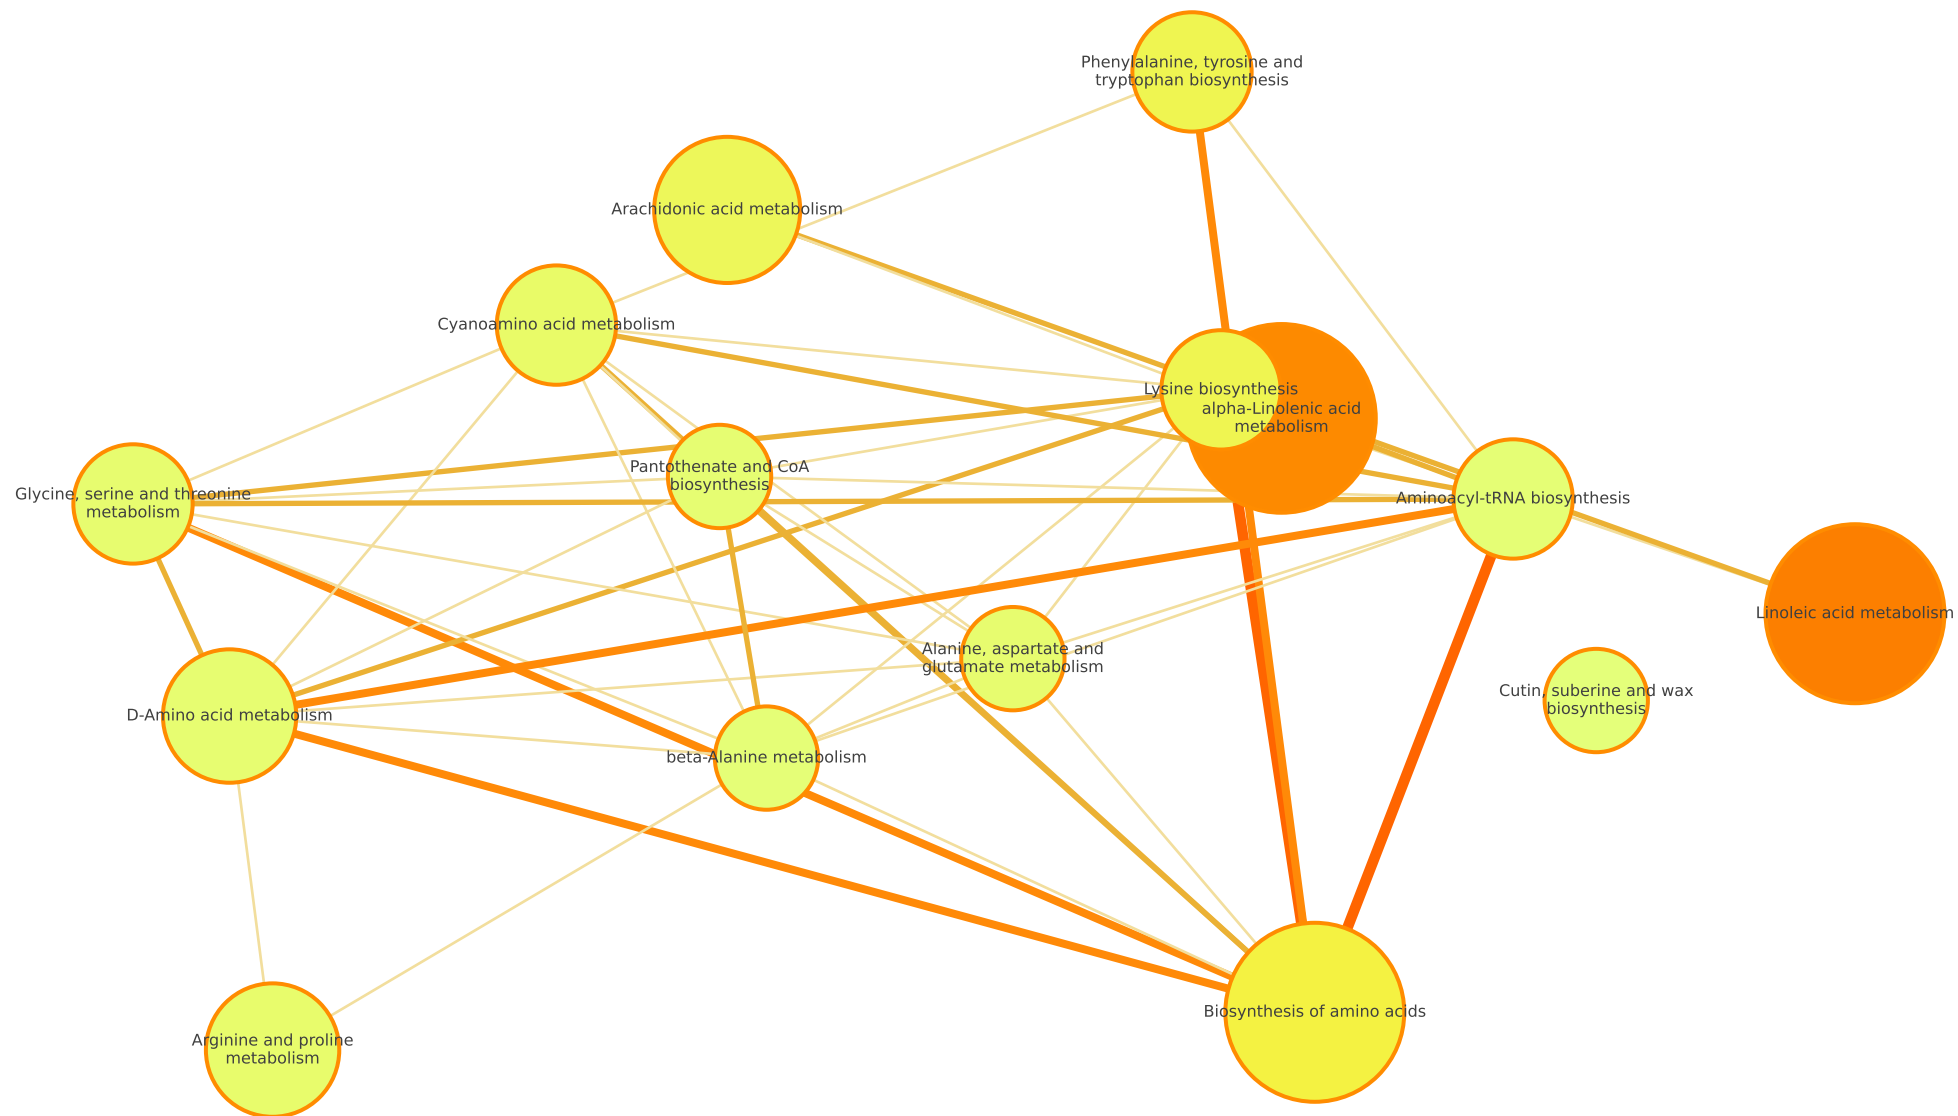 Phenylalanine, tyrosine and
tryptophan biosynthesis
Arachidonic acid metabolism
Cyanoamino acid metabolism
Lysine biosynthesis
alpha-Linolenic acid
metabolism
Pantothenate and CoA
biosynthesis
Glycine, serine and threonine
metabolism
Aminoacyl-tRNA biosynthesis
Linoleic acid metabolism
Alanine, aspartate and
glutamate metabolism
Cutin, suberine and wax
biosynthesis
D-Amino acid metabolism
beta-Alanine metabolism
Biosynthesis of amino acids
Arginine and proline
metabolism